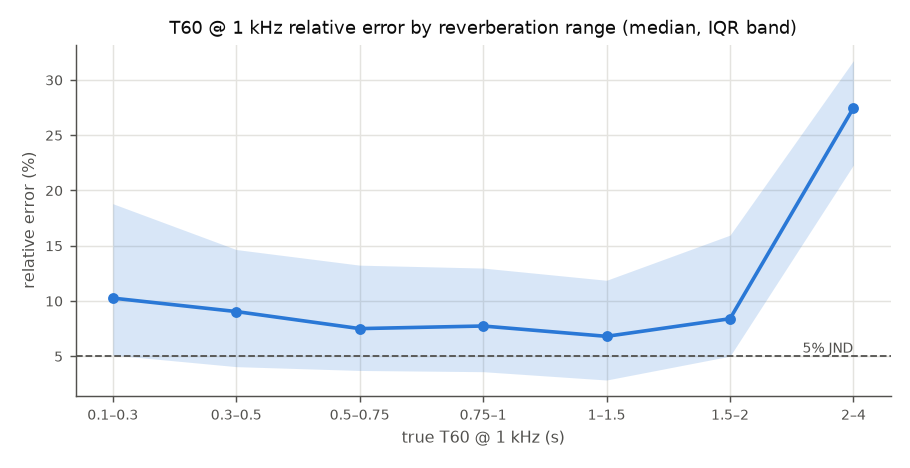 T60 @ 1 kHz relative error by reverberation range (median, IQR band)
relative error (%)
30
25
20
15
10
5
5% JND
0.1–0.3 0.3–0.5 0.5–0.75 0.75–1 1–1.5 1.5–2 2–4
true T60 @ 1 kHz (s)